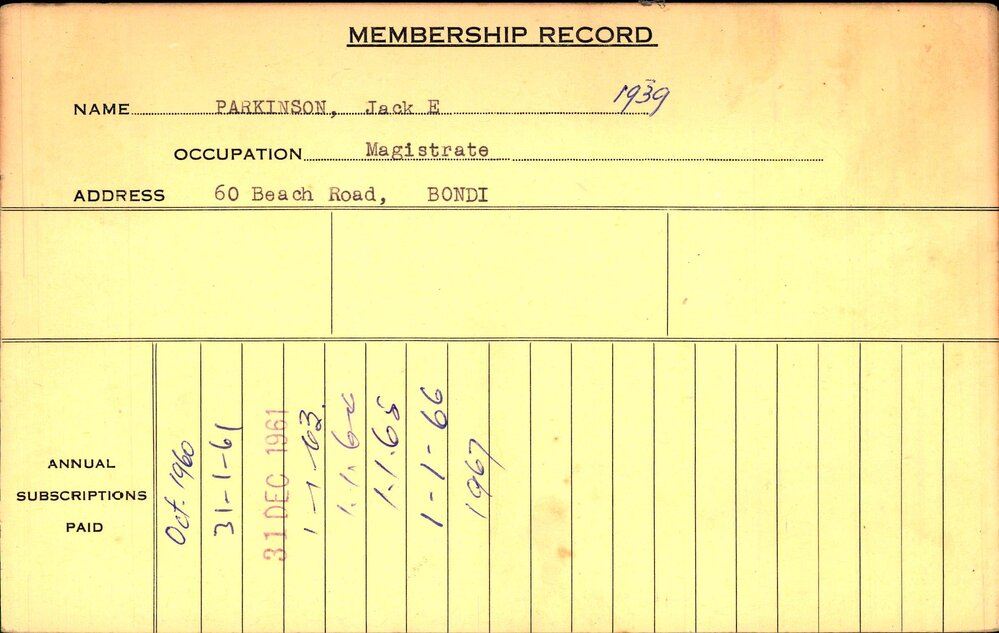 MEMBERSHIP RECORD
NAME PARKINSON, Jack E 1939
OCCUPATION Magistrate
ADDRESS 60 Beach Road, BONDI
ANNUAL
SUBSCRIPTIONS
PAID
Oct. 1960
31-1-61
31 DEC 1961
1-1-63.
1.1.64
1-1.65
1-1-66
1967